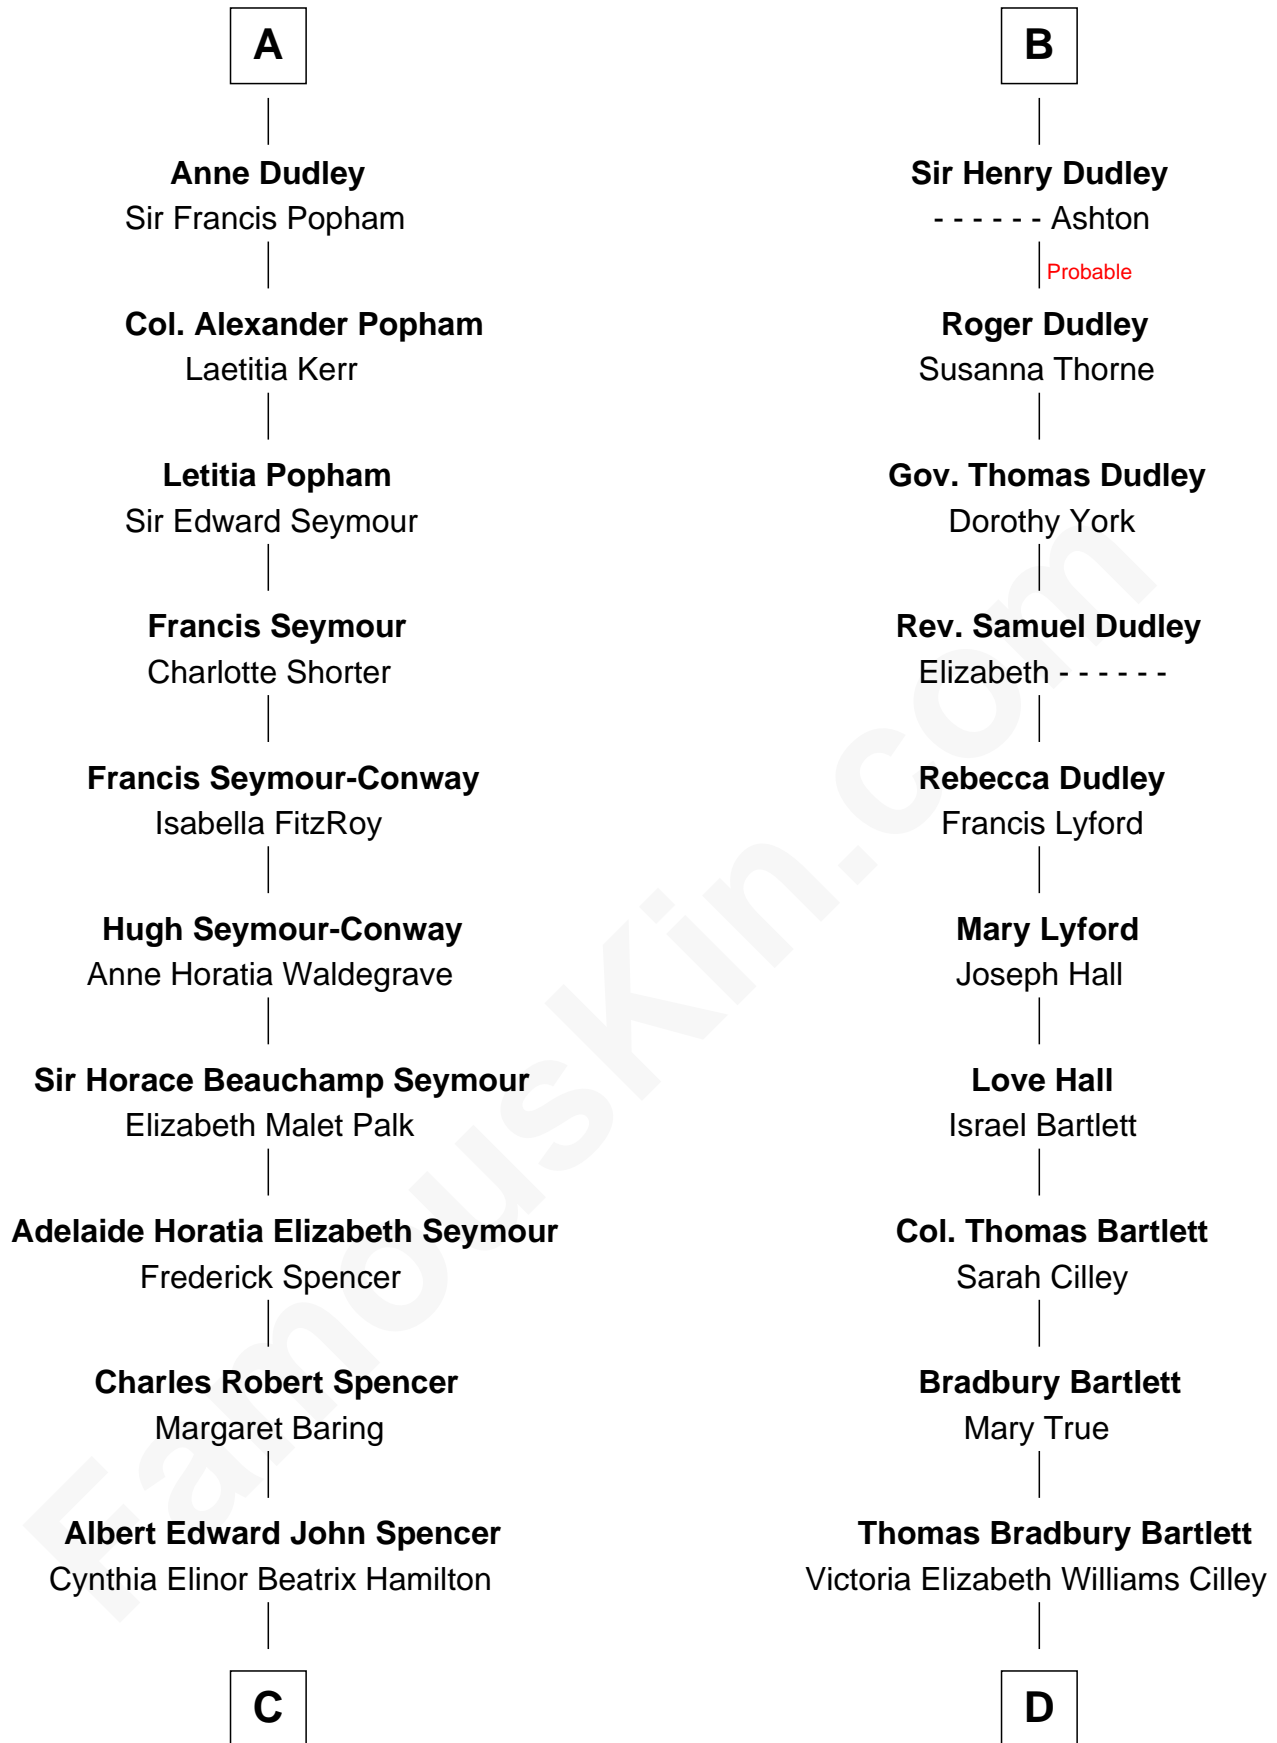 A
Anne Dudley
Sir Francis Popham
Col. Alexander Popham
Laetitia Kerr
Letitia Popham
Sir Edward Seymour
Francis Seymour
Charlotte Shorter
Francis Seymour-Conway
Isabella FitzRoy
Hugh Seymour-Conway
Anne Horatia Waldegrave
Sir Horace Beauchamp Seymour
Elizabeth Malet Palk
Adelaide Horatia Elizabeth Seymour
Frederick Spencer
Charles Robert Spencer
Margaret Baring
Albert Edward John Spencer
Cynthia Elinor Beatrix Hamilton
C
B
Sir Henry Dudley
- - - - - - Ashton
Probable
Roger Dudley
Susanna Thorne
Gov. Thomas Dudley
Dorothy York
Rev. Samuel Dudley
Elizabeth - - - - - -
Rebecca Dudley
Francis Lyford
Mary Lyford
Joseph Hall
Love Hall
Israel Bartlett
Col. Thomas Bartlett
Sarah Cilley
Bradbury Bartlett
Mary True
Thomas Bradbury Bartlett
Victoria Elizabeth Williams Cilley
D
FamousKin.com